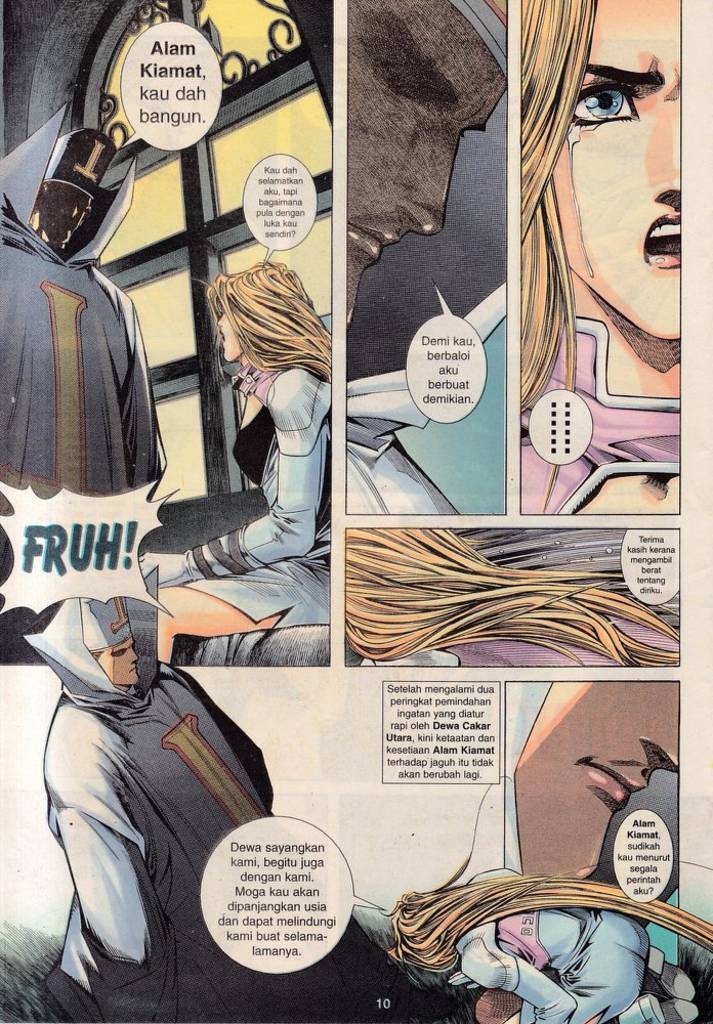 Alam
Kiamat,
kau dah
bangun.
Kau dah
selamatkan
aku, tapi
bagaimana
pula dengan
luka kau
sendiri?
Demi kau,
berbaloi
aku
berbuat
demikian.
FRUH!
Terima
kasih kerana
mengambil
berat
tentang
diriku.
Setelah mengalami dua
peringkat pemindahan
ingatan yang diatur
rapi oleh Dewa Cakar
Utara, kini ketaatan dan
kesetiaan Alam Kiamat
terhadap jaguh itu tidak
akan berubah lagi.
Alam
Kiamat,
sudikah
kau menurut
segala
perintah
aku?
Dewa sayangkan
kami, begitu juga
dengan kami.
Moga kau akan
dipanjangkan usia
dan dapat melindungi
kami buat selama-
lamanya.
10